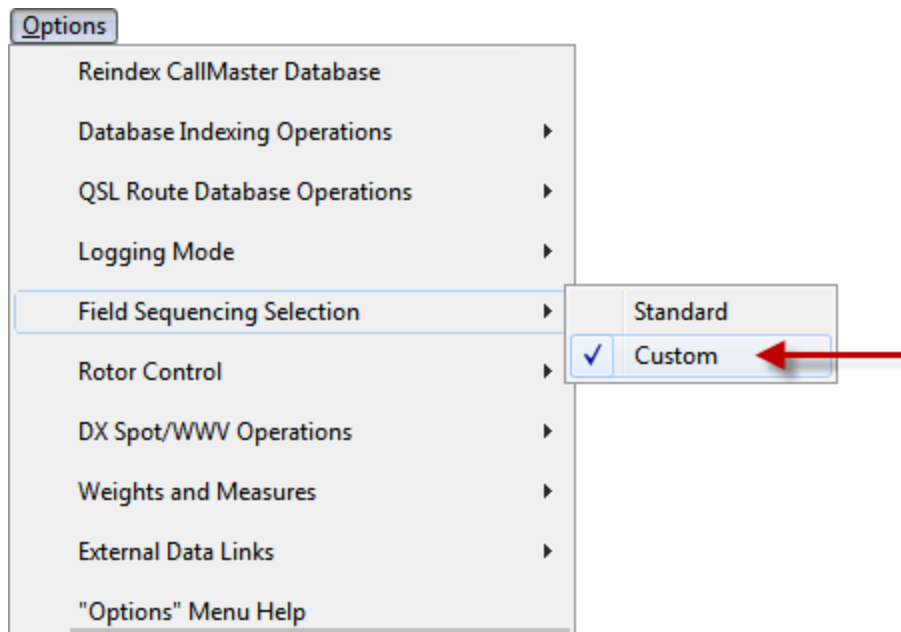 Options
Reindex CallMaster Database
Database Indexing Operations
QSL Route Database Operations
Logging Mode
Field Sequencing Selection
Standard
Custom
Rotor Control
DX Spot/WWV Operations
Weights and Measures
External Data Links
"Options" Menu Help